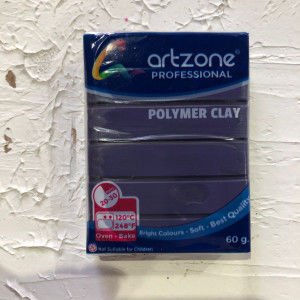 artzone®
PROFESSIONAL
POLYMER CLAY
20-30
120°C
248°F
Oven - Bake
Bright Colours - Soft - Best Quality
Not Suitable for Children
60 g.